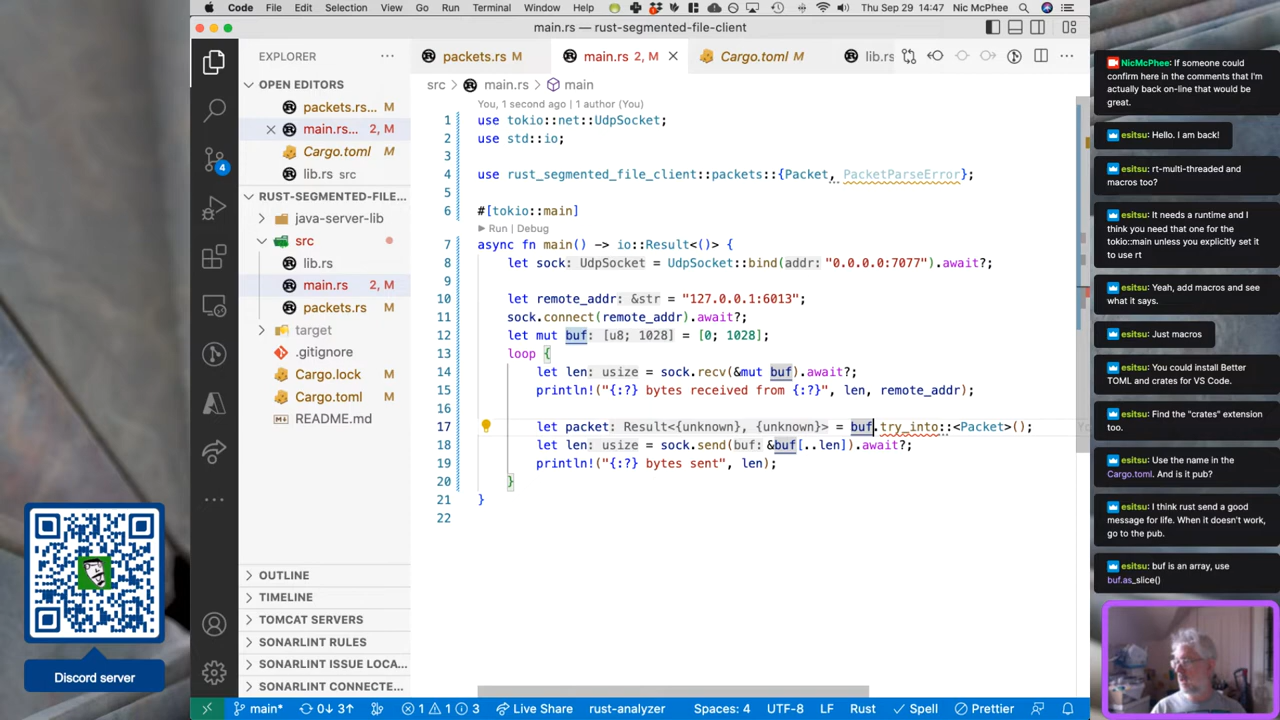 Code File Edit Selection View Go Run Terminal Window Help Thu Sep 29 14:47 Nic McPhee
main.rs — rust-segmented-file-client
EXPLORER
OPEN EDITORS
packets.rs... M
main.rs... 2, M
Cargo.toml M
lib.rs src
4
RUST-SEGMENTED-FILE-...
java-server-lib
src
lib.rs
main.rs 2, M
packets.rs M
target
.gitignore
Cargo.lock
Cargo.toml M
README.md
OUTLINE
TIMELINE
TOMCAT SERVERS
SONARLINT RULES
SONARLINT ISSUE LOCA...
SONARLINT CONNECTE...
packets.rs M main.rs 2, M Cargo.toml M lib.rs
src > main.rs > main
You, 1 second ago | 1 author (You)
1 use tokio::net::UdpSocket;
2 use std::io;
3
4 use rust_segmented_file_client::packets::{Packet, PacketParseError};
5
6 #[tokio::main]
Run | Debug
7 async fn main() -> io::Result<()> {
8 let sock: UdpSocket = UdpSocket::bind(addr: "0.0.0.0:7077").await?;
9
10 let remote_addr: &str = "127.0.0.1:6013";
11 sock.connect(remote_addr).await?;
12 let mut buf: [u8; 1028] = [0; 1028];
13 loop {
14 let len: usize = sock.recv(&mut buf).await?;
15 println!("{:?} bytes received from {:?}", len, remote_addr);
16
17 let packet: Result<{unknown}, {unknown}> = buf.try_into::<Packet>();
18 let len: usize = sock.send(buf: &buf[..len]).await?;
19 println!("{:?} bytes sent", len);
20 }
21 }
22
main* 0↓ 3↑ 1 1 3 Live Share rust-analyzer Spaces: 4 UTF-8 LF Rust Spell Prettier
Discord server
NicMcPhee: If someone could
confirm here in the comments that I'm
actually back on-line that would be
great.
esitsu: Hello. I am back!
esitsu: rt-multi-threaded and
macros too?
esitsu: It needs a runtime and I
think you need that one for the
tokio::main unless you explicitly set it
to use rt
esitsu: Yeah, add macros and see
what it says.
esitsu: Just macros
esitsu: You could install Better
TOML and crates for VS Code.
esitsu: Find the "crates" extension
too.
esitsu: Use the name in the
Cargo.toml. And is it pub?
esitsu: I think rust send a good
message for life. When it doesn't work,
go to the pub.
esitsu: buf is an array, use
buf.as_slice()